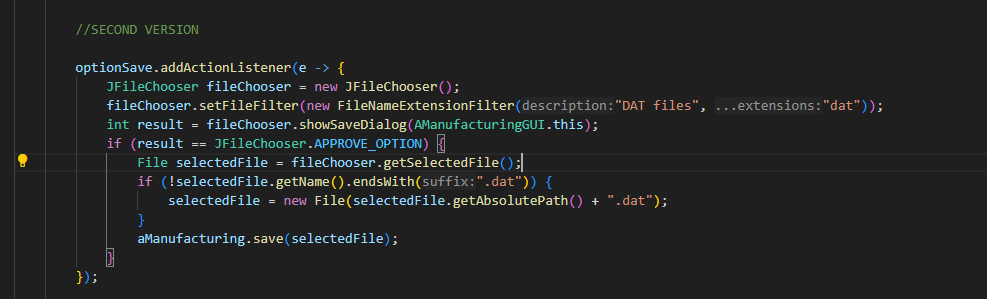 //SECOND VERSION
optionSave.addActionListener(e -> {
JFileChooser fileChooser = new JFileChooser();
fileChooser.setFileFilter(new FileNameExtensionFilter(description:"DAT files", ...extensions:"dat"));
int result = fileChooser.showSaveDialog(AManufacturingGUI.this);
if (result == JFileChooser.APPROVE_OPTION) {
File selectedFile = fileChooser.getSelectedFile();
if (!selectedFile.getName().endsWith(suffix:".dat")) {
selectedFile = new File(selectedFile.getAbsolutePath() + ".dat");
}
aManufacturing.save(selectedFile);
}
});